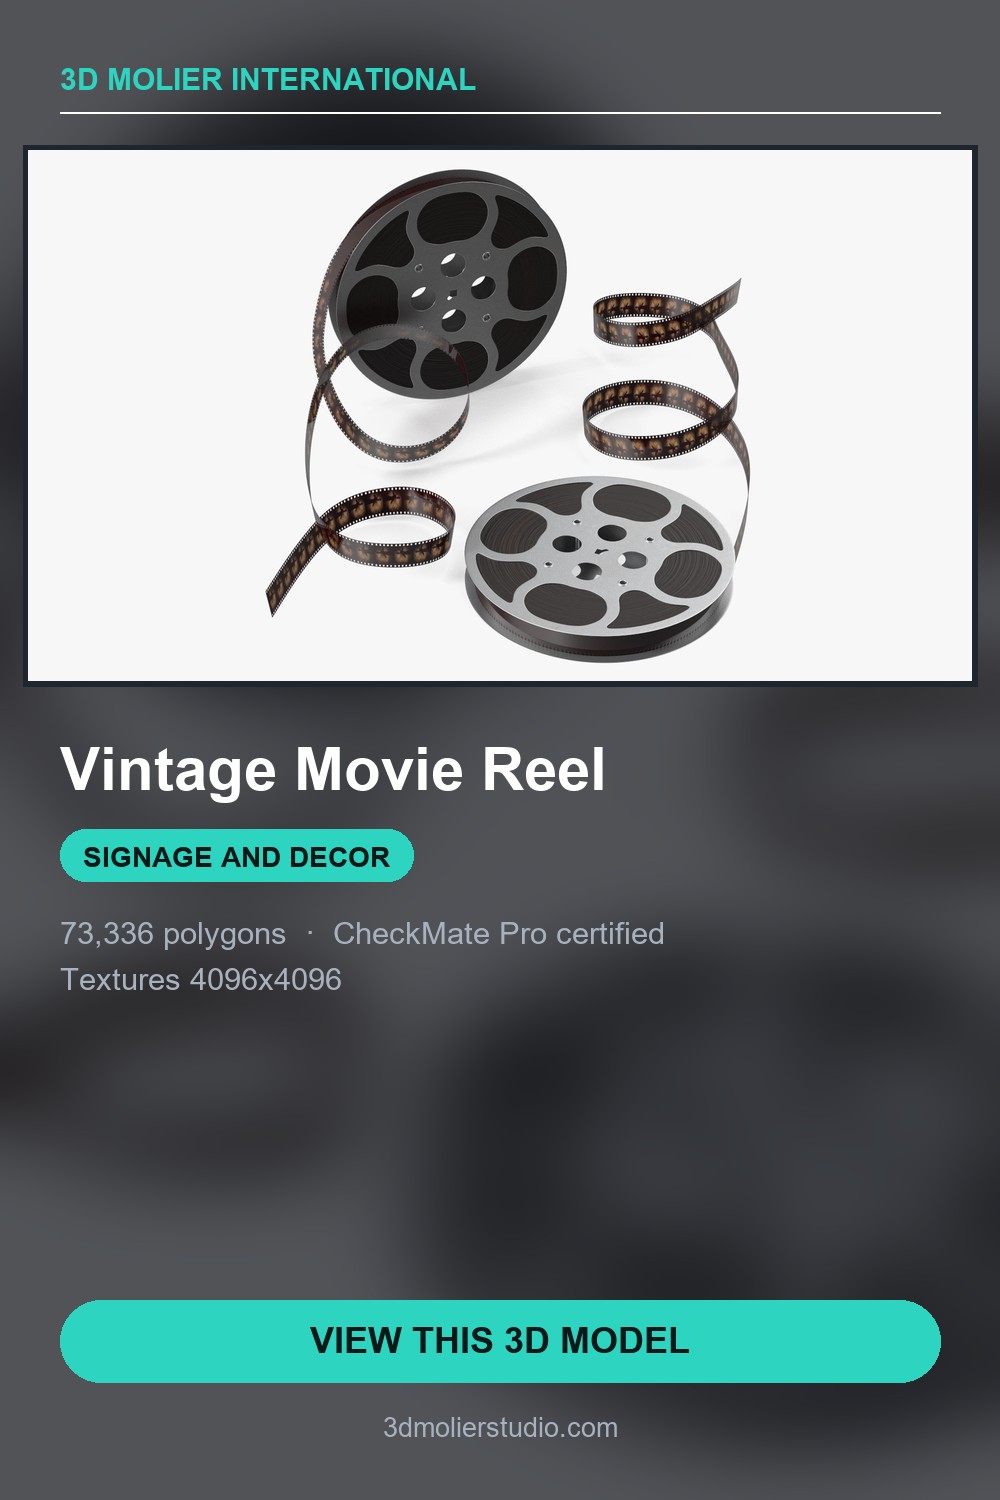 3D MOLIER INTERNATIONAL
Vintage Movie Reel
SIGNAGE AND DECOR
73,336 polygons · CheckMate Pro certified
Textures 4096x4096
VIEW THIS 3D MODEL
3dmolierstudio.com